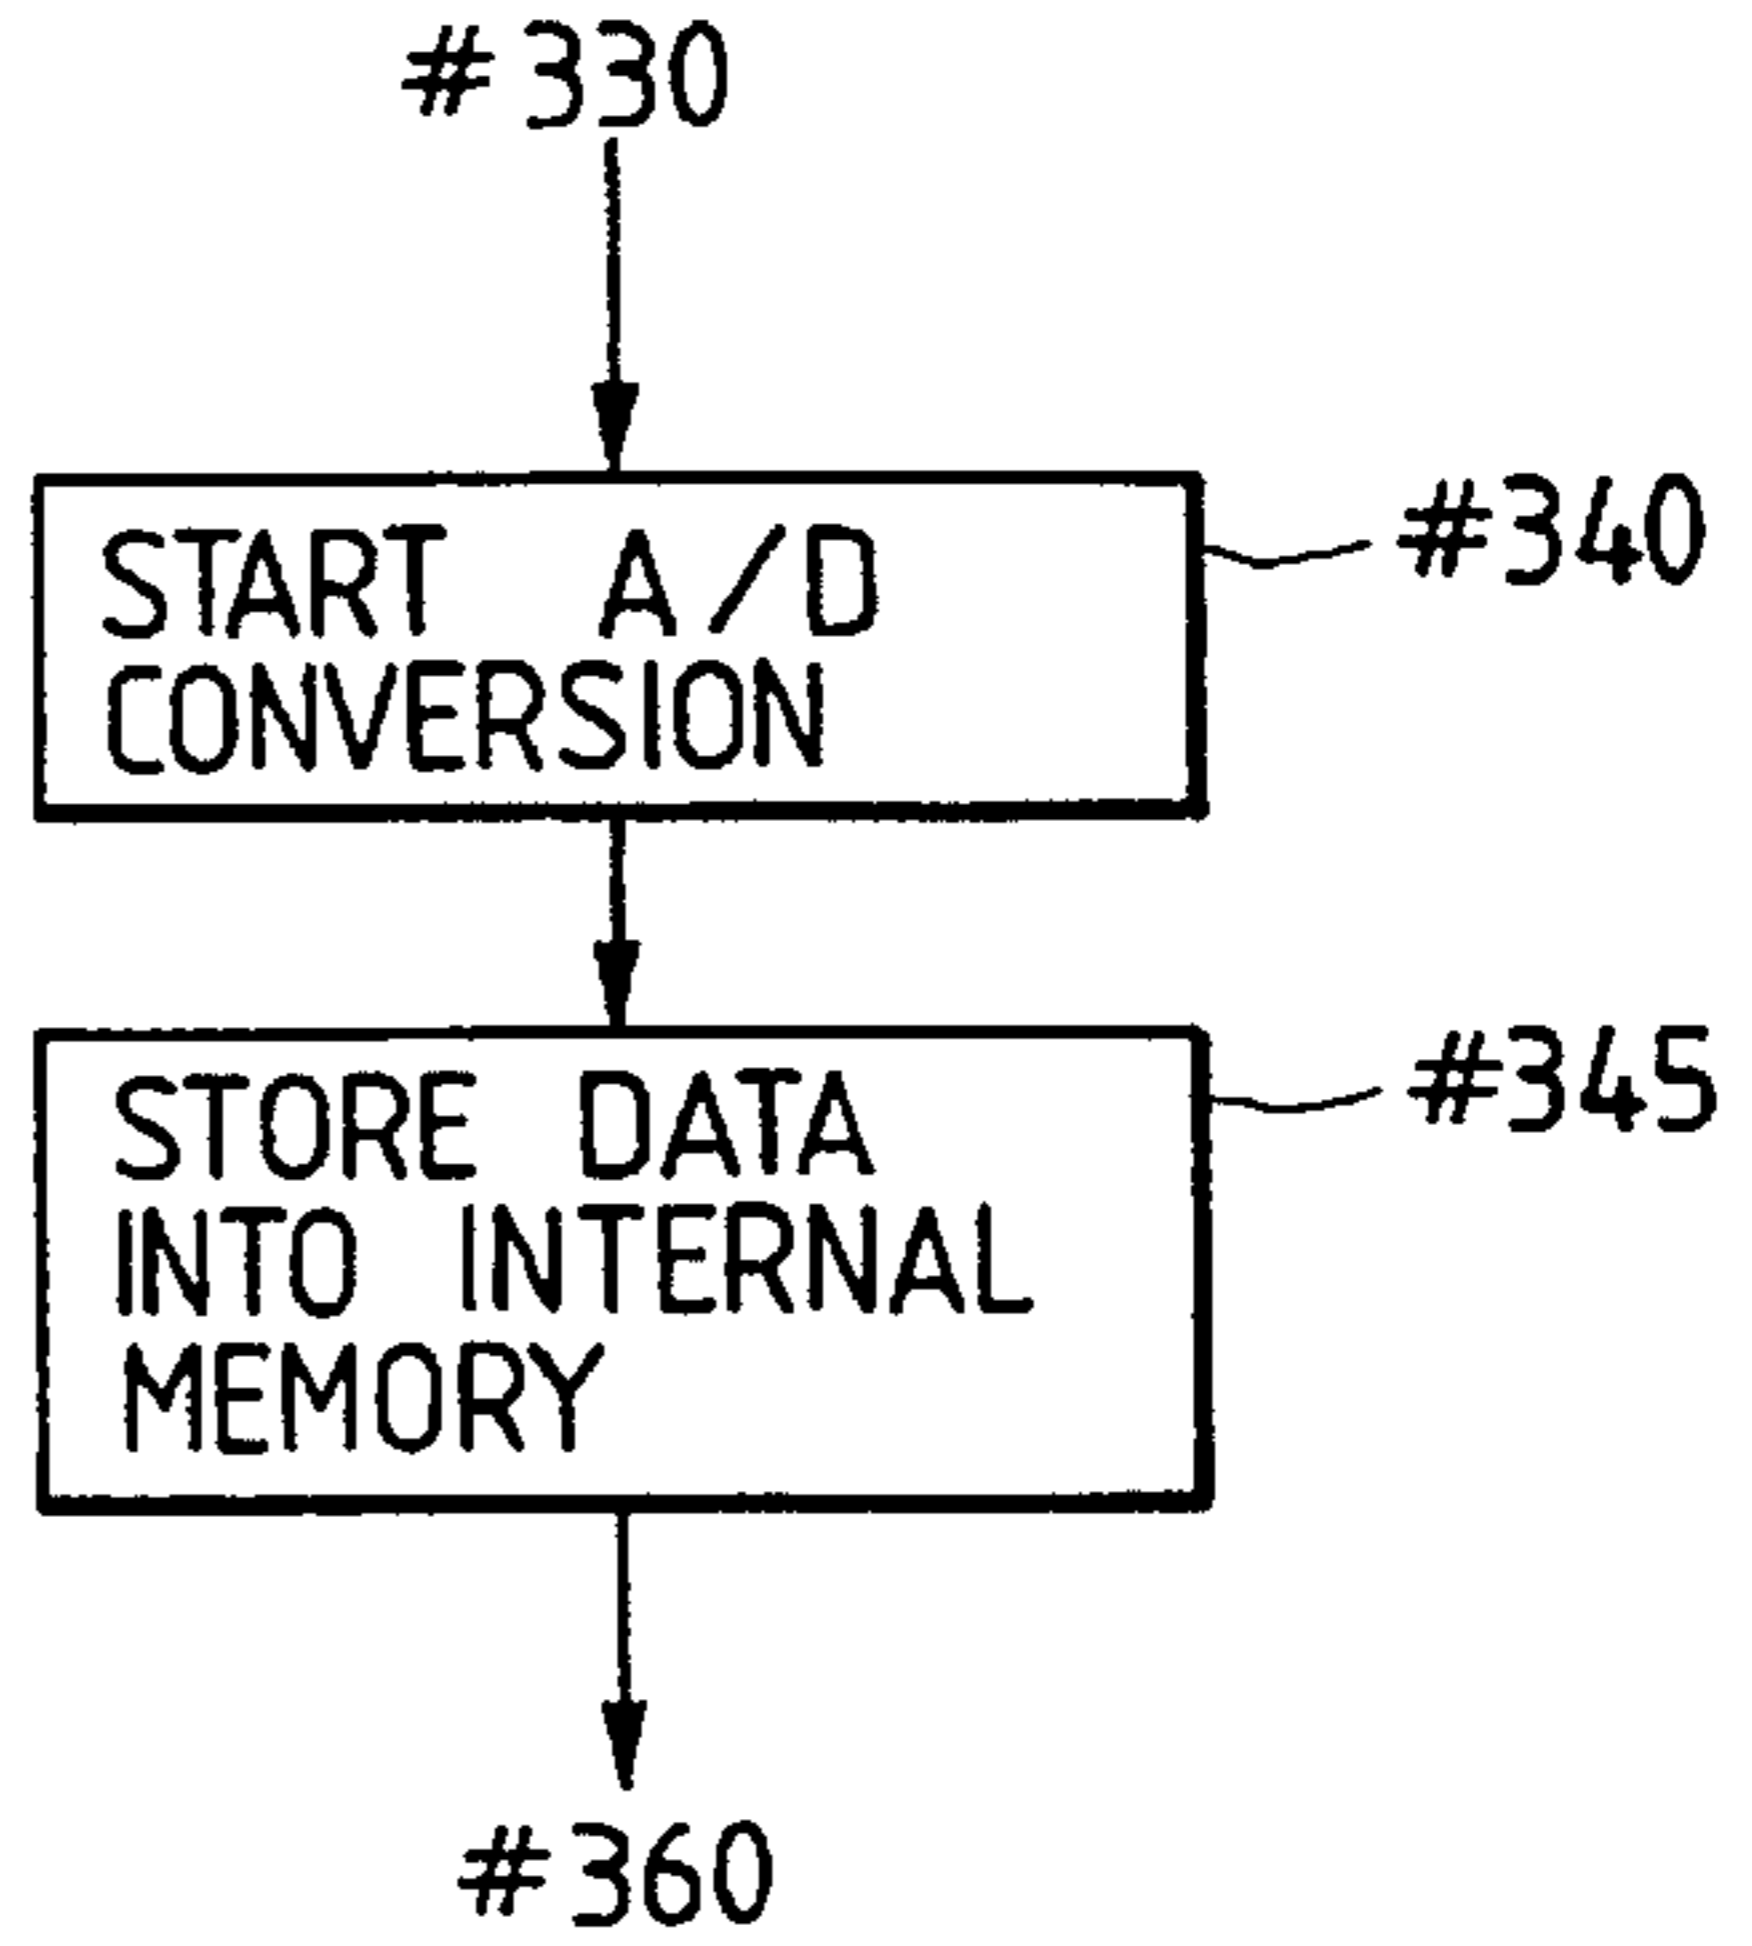 #330
START A/D
CONVERSION
#340
STORE DATA
INTO INTERNAL
MEMORY
#345
#360